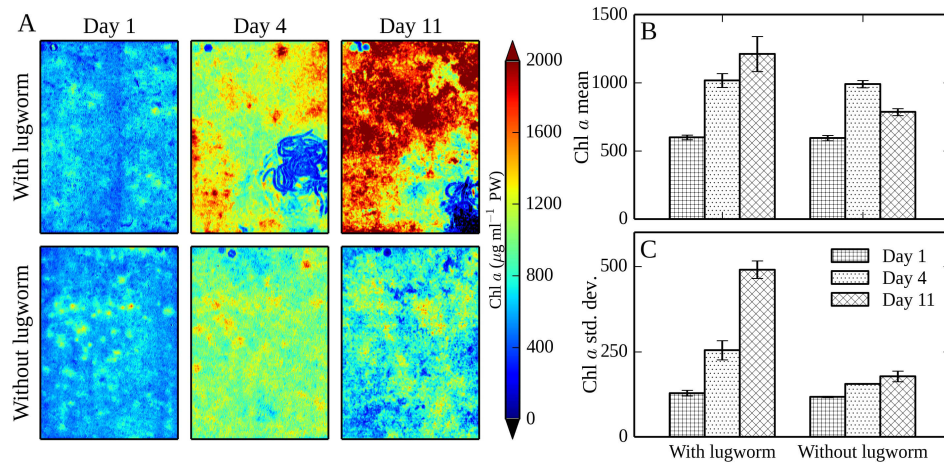 A
Day 1
Day 4
Day 11
With lugworm
Without lugworm
2000
1600
1200
800
400
0
Chl a (μg ml⁻¹ PW)
B
1500
1000
500
0
Chl a mean
C
Day 1
Day 4
Day 11
500
250
0
Chl a std. dev.
With lugworm
Without lugworm